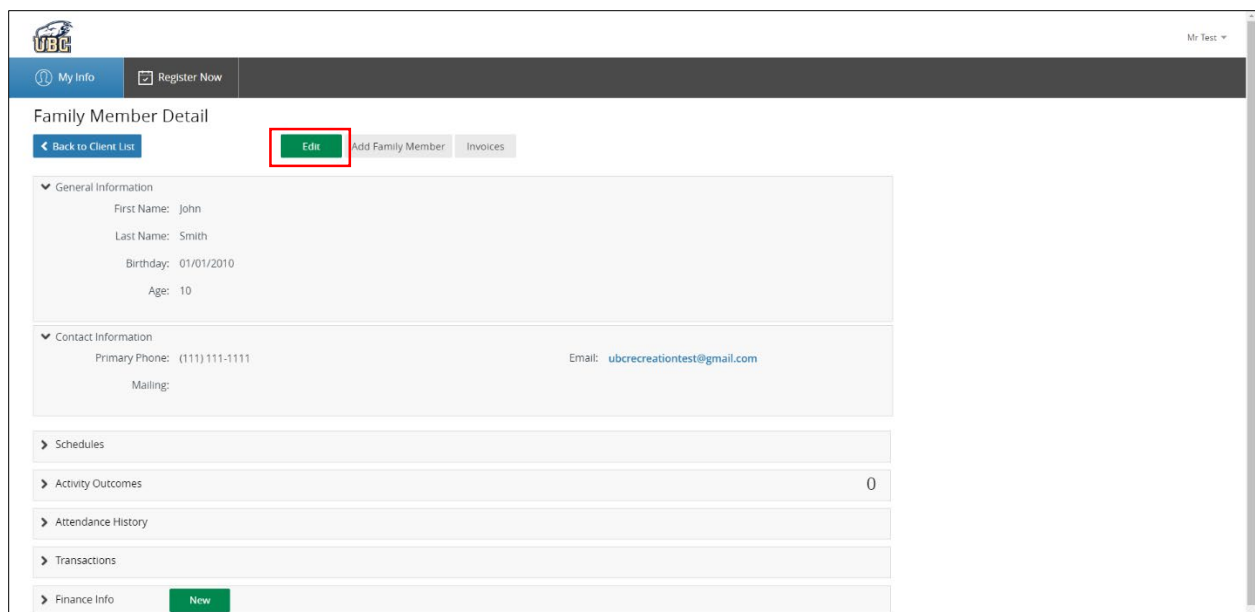 UBC
Mr Test
My Info Register Now
Family Member Detail
Back to Client List Edit Add Family Member Invoices
General Information
First Name: John
Last Name: Smith
Birthday: 01/01/2010
Age: 10
Contact Information
Primary Phone: (111) 111-1111 Email: ubcrecreationtest@gmail.com
Mailing:
Schedules
Activity Outcomes 0
Attendance History
Transactions
Finance Info New